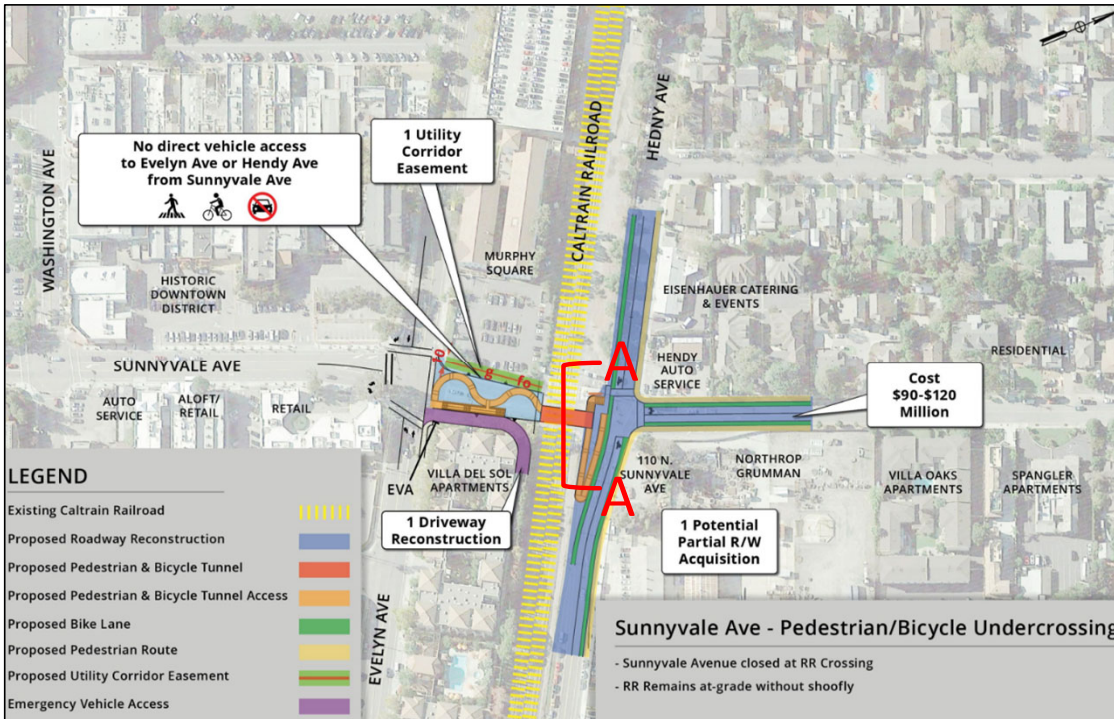 No direct vehicle access
to Evelyn Ave or Hendy Ave
from Sunnyvale Ave
1 Utility
Corridor
Easement
CALTRAIN RAILROAD
HEDNY AVE
WASHINGTON AVE
MURPHY
SQUARE
HISTORIC
DOWNTOWN
DISTRICT
EISENHAUER CATERING
& EVENTS
SUNNYVALE AVE
A
HENDY
AUTO
SERVICE
RESIDENTIAL
Cost
$90-$120
Million
AUTO
SERVICE
ALOFT/
RETAIL
RETAIL
EVA
VILLA DEL SOL
APARTMENTS
A
110 N.
SUNNYVALE
AVE
NORTHROP
GRUMMAN
VILLA OAKS
APARTMENTS
SPANGLER
APARTMENTS
1 Driveway
Reconstruction
1 Potential
Partial R/W
Acquisition
EVELYN AVE
LEGEND
Existing Caltrain Railroad
Proposed Roadway Reconstruction
Proposed Pedestrian & Bicycle Tunnel
Proposed Pedestrian & Bicycle Tunnel Access
Proposed Bike Lane
Proposed Pedestrian Route
Proposed Utility Corridor Easement
Emergency Vehicle Access
Sunnyvale Ave - Pedestrian/Bicycle Undercrossing
- Sunnyvale Avenue closed at RR Crossing
- RR Remains at-grade without shoofly